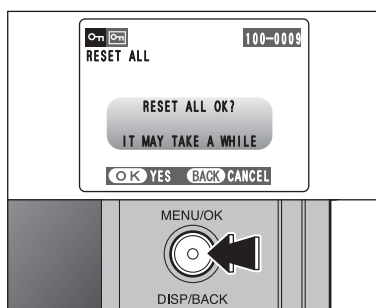 100-0009
RESET ALL
RESET ALL OK?
IT MAY TAKE A WHILE
OK YES BACK CANCEL
MENU/OK
DISP/BACK